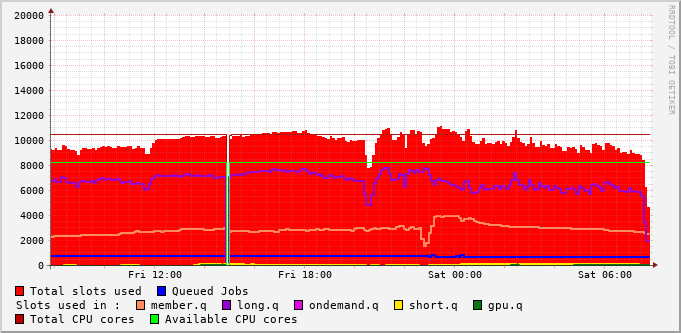 RRDTOOL / TOBI OETIKER
20000
18000
16000
14000
12000
10000
8000
6000
4000
2000
0
Fri 12:00 Fri 18:00 Sat 00:00 Sat 06:00
Total slots used Queued Jobs
Slots used in : member.q long.q ondemand.q short.q gpu.q
Total CPU cores Available CPU cores